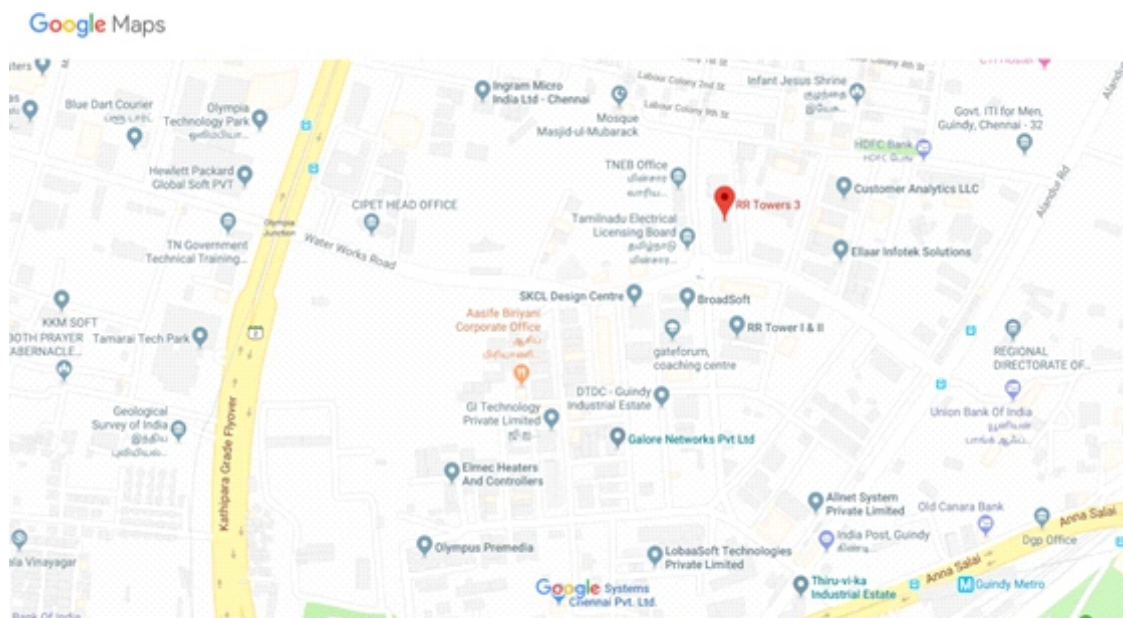 Google Maps
Labour Colony 2nd St
Labour Colony 9th St
Infant Jesus Shrine
குழந்தை
இயேசு...
Ingram Micro
India Ltd - Chennai
Mosque
Masjid-ul-Mubarack
Blue Dart Courier
Olympia
Technology Park
Govt. ITI for Men,
Guindy, Chennai - 32
Alandur Rd
HDFC Bank
TNEB Office
மின்சார
வாரிய...
Hewlett Packard
Global Soft PVT
Customer Analytics LLC
RR Towers 3
CIPET HEAD OFFICE
Olympia
Junction
Water Works Road
Tamilnadu Electrical
Licensing Board
தமிழ்நாடு
மின்சார...
TN Government
Technical Training...
Ellaar Infotek Solutions
SKCL Design Centre
BroadSoft
KKM SOFT
Tamarai Tech Park
Aasife Biriyani
Corporate Office
RR Tower I & II
gateforum,
coaching centre
REGIONAL
DIRECTORATE OF...
DTDC - Guindy
Industrial Estate
Geological
Survey of India
இந்திய
GI Technology
Private Limited
Union Bank Of India
Kathipara Grade Flyover
Galore Networks Pvt Ltd
Elmec Heaters
And Controllers
Allnet System
Private Limited
Old Canara Bank
Anna Salai
India Post, Guindy
Dgp Office
Olympus Premedia
LobaaSoft Technologies
Private Limited
Anna Salai
Thiru-vi-ka
Industrial Estate
Guindy Metro
Google Systems
Chennai Pvt. Ltd.